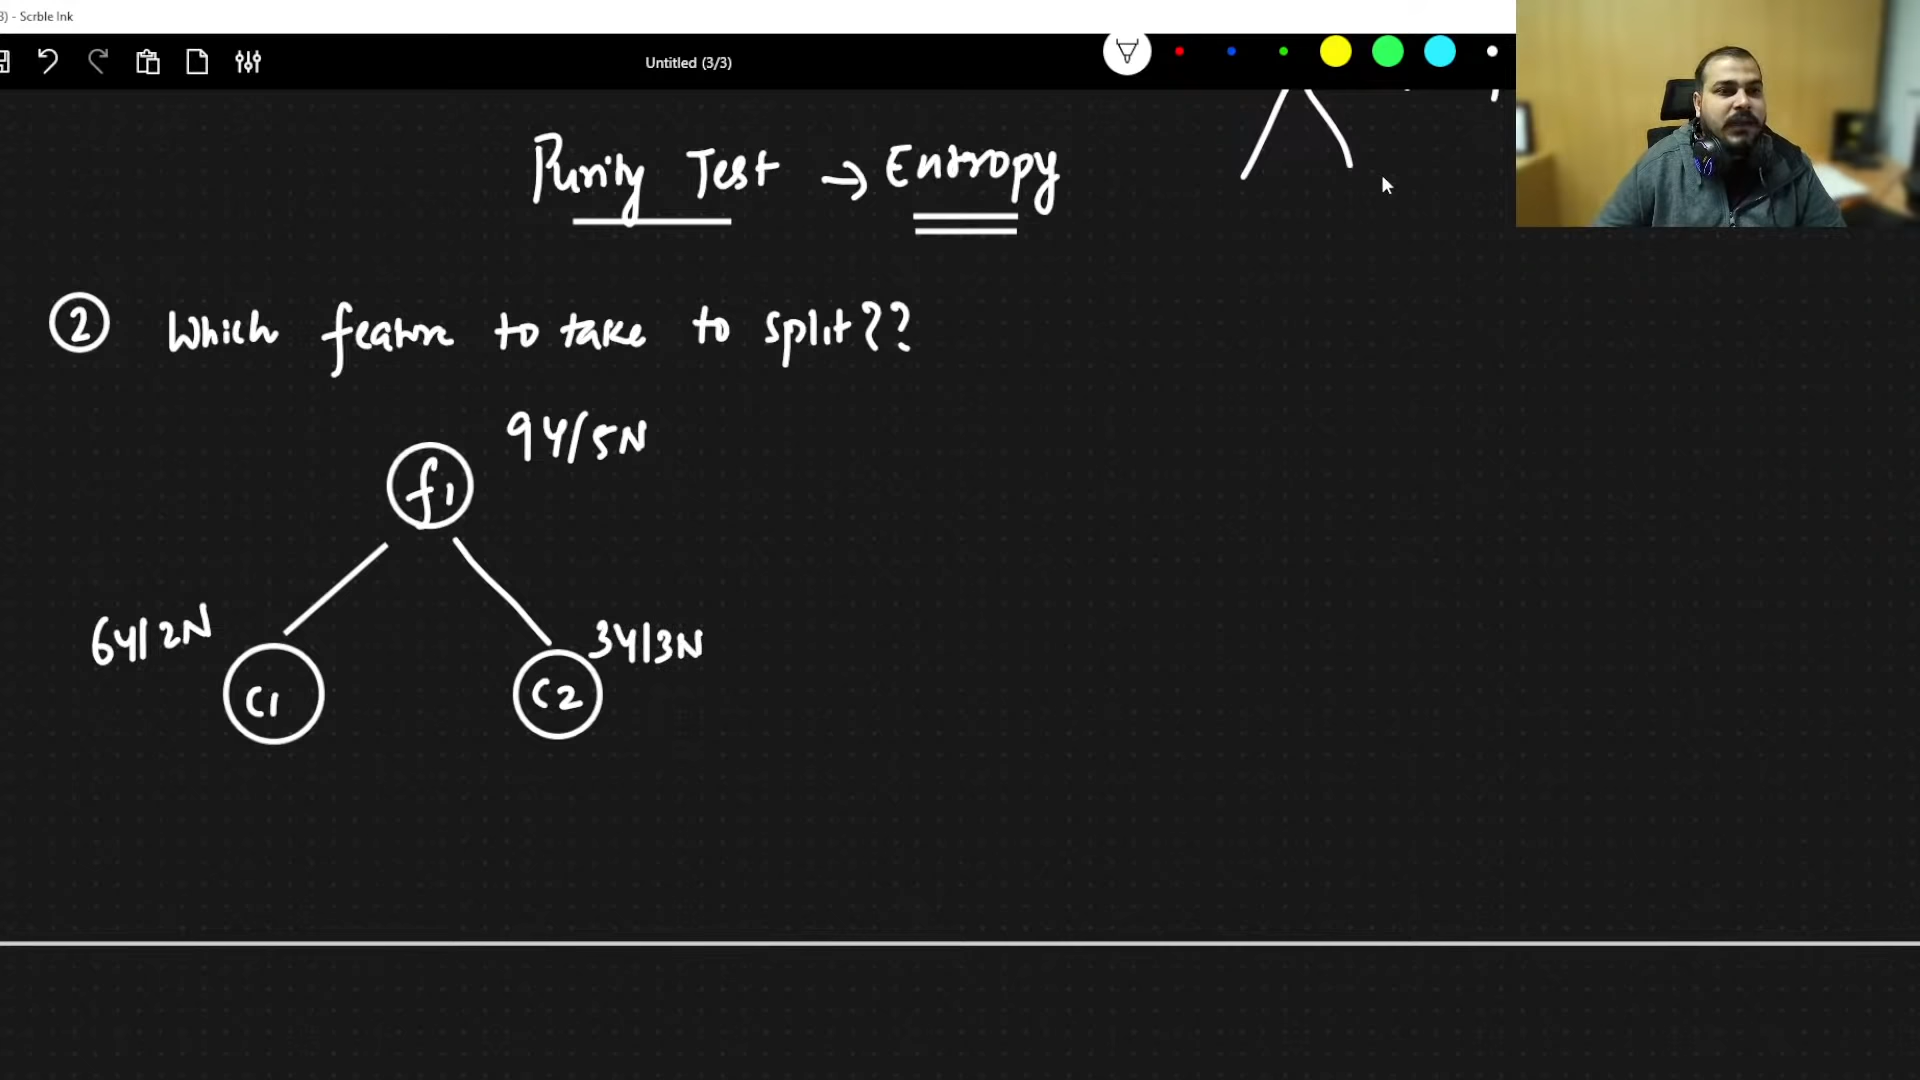 3) - Scrble Ink
Untitled (3/3)
Purity Test → Entropy
② Which feature to take to split??
9Y/5N
f1
6Y|2N
3Y|3N
C1
C2